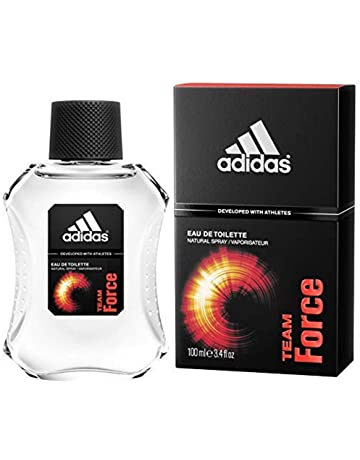 adidas
DEVELOPED WITH ATHLETES
EAU DE TOILETTE
NATURAL SPRAY / VAPORISATEUR
TEAM
Force
adidas®
DEVELOPED WITH ATHLETES
EAU DE TOILETTE
NATURAL SPRAY / VAPORISATEUR
TEAM
Force
100 ml e 3.4 fl.oz